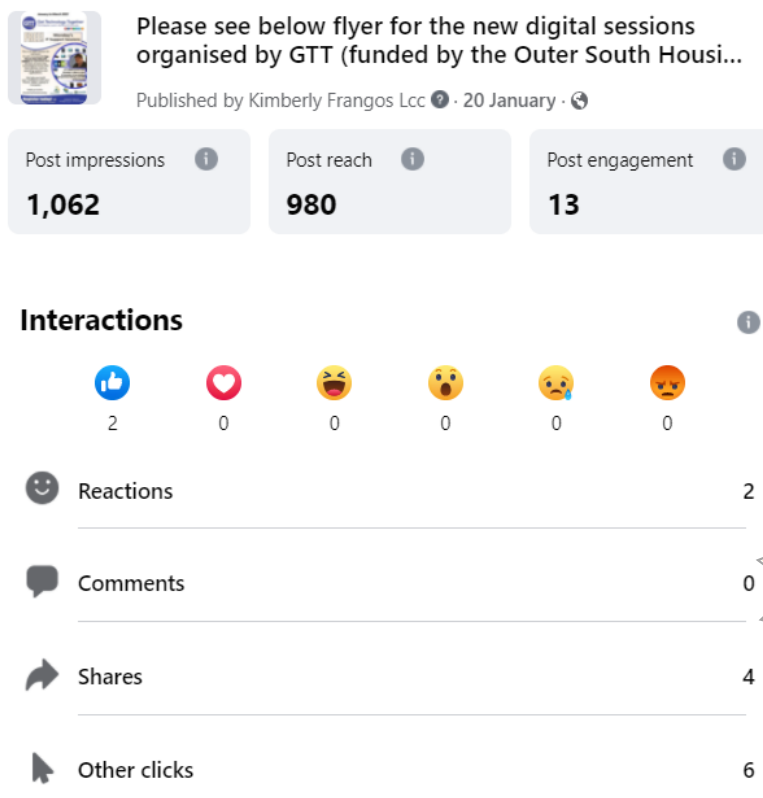 Please see below flyer for the new digital sessions
organised by GTT (funded by the Outer South Housi...
Published by Kimberly Frangos Lcc ? · 20 January ·
Post impressions
1,062
Post reach
980
Post engagement
13
Interactions
2 0 0 0 0 0
Reactions 2
Comments 0
Shares 4
Other clicks 6